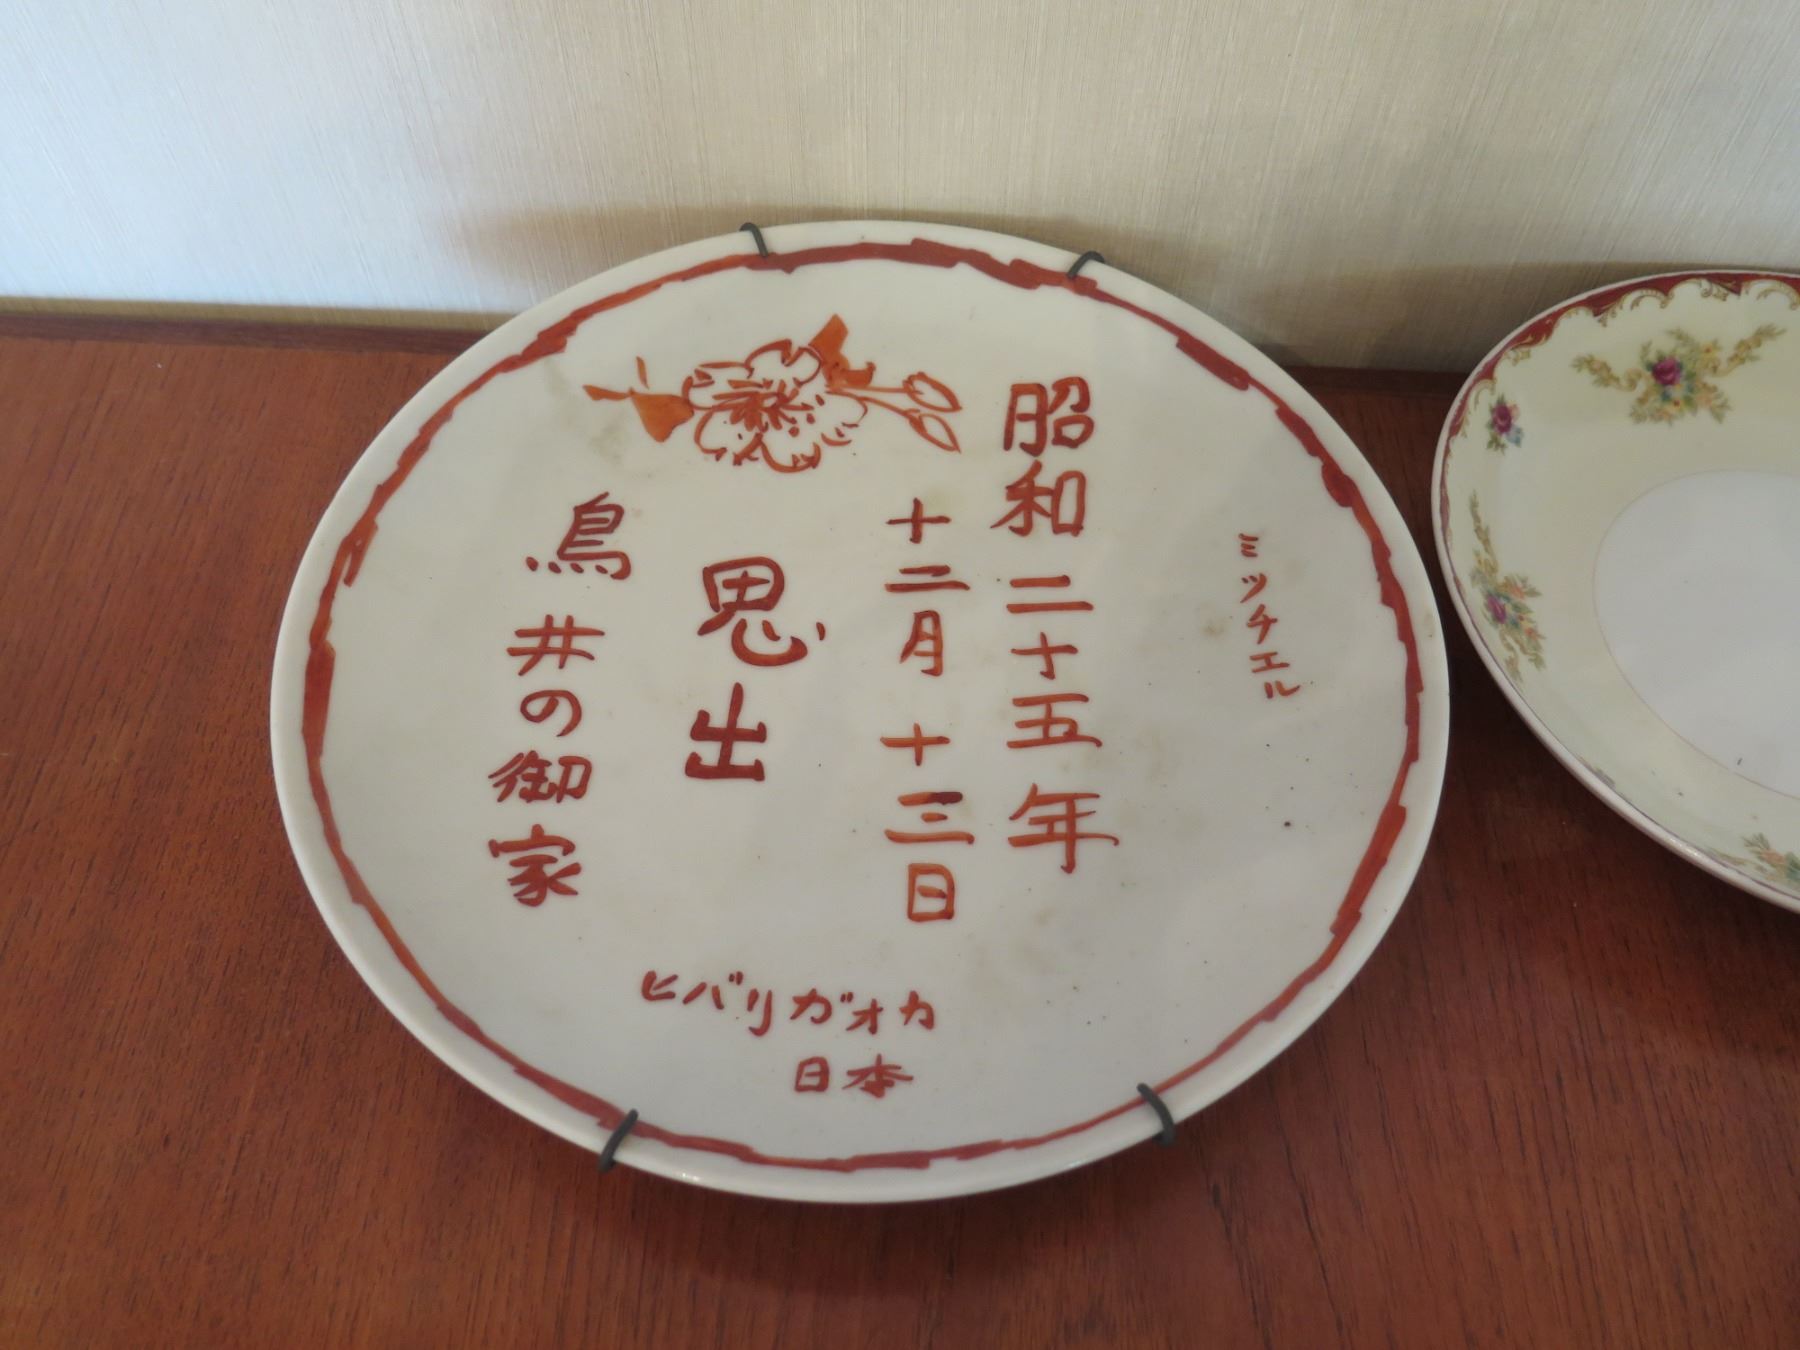 ミッチエル
昭和二十五年
十二月十三日
思出
鳥井の御家
ヒバリガオカ
日本